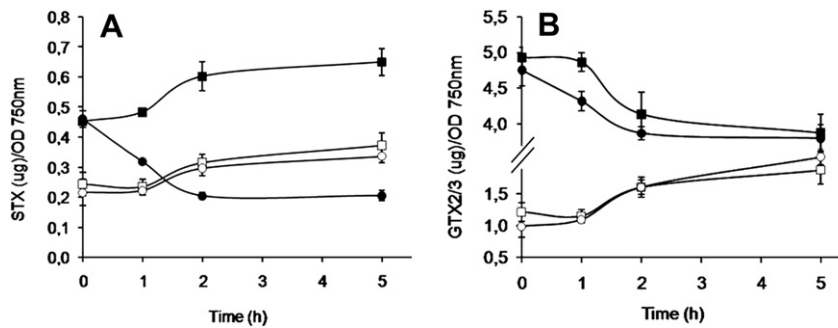 A
STX (ug)/OD 750nm
0,8
0,7
0,6
0,5
0,4
0,3
0,2
0,1
0,0
0 1 2 3 4 5
Time (h)
B
GTX2/3 (ug)/OD 750nm
5,5
5,0
4,5
4,0
1,5
1,0
0,5
0 1 2 3 4 5
Time (h)